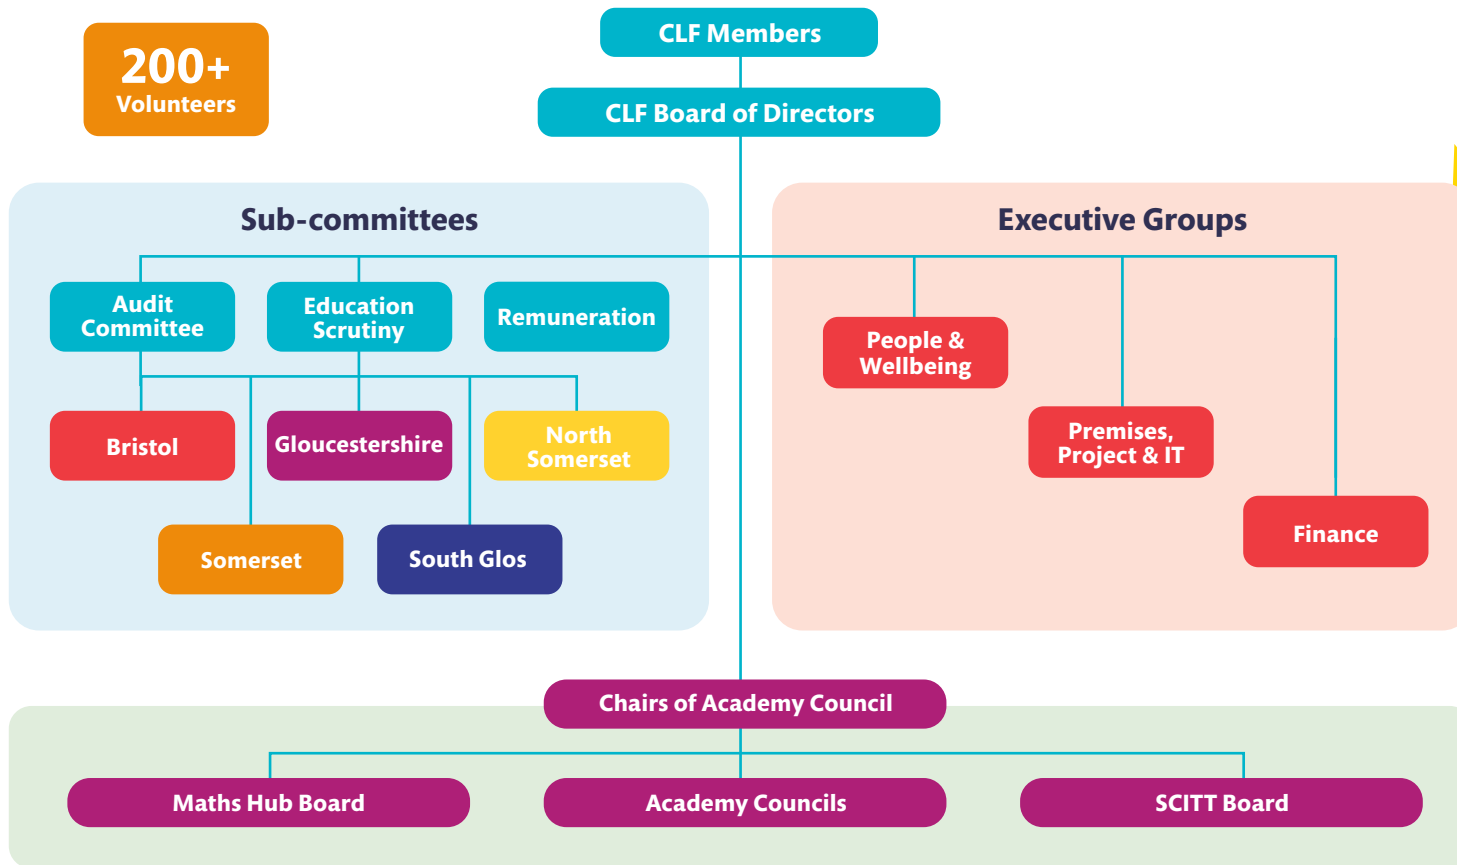 200+
Volunteers
CLF Members
CLF Board of Directors
Sub-committees
Audit
Committee
Education
Scrutiny
Remuneration
Bristol
Gloucestershire
North
Somerset
Somerset
South Glos
Executive Groups
People &
Wellbeing
Premises,
Project & IT
Finance
Chairs of Academy Council
Maths Hub Board
Academy Councils
SCITT Board